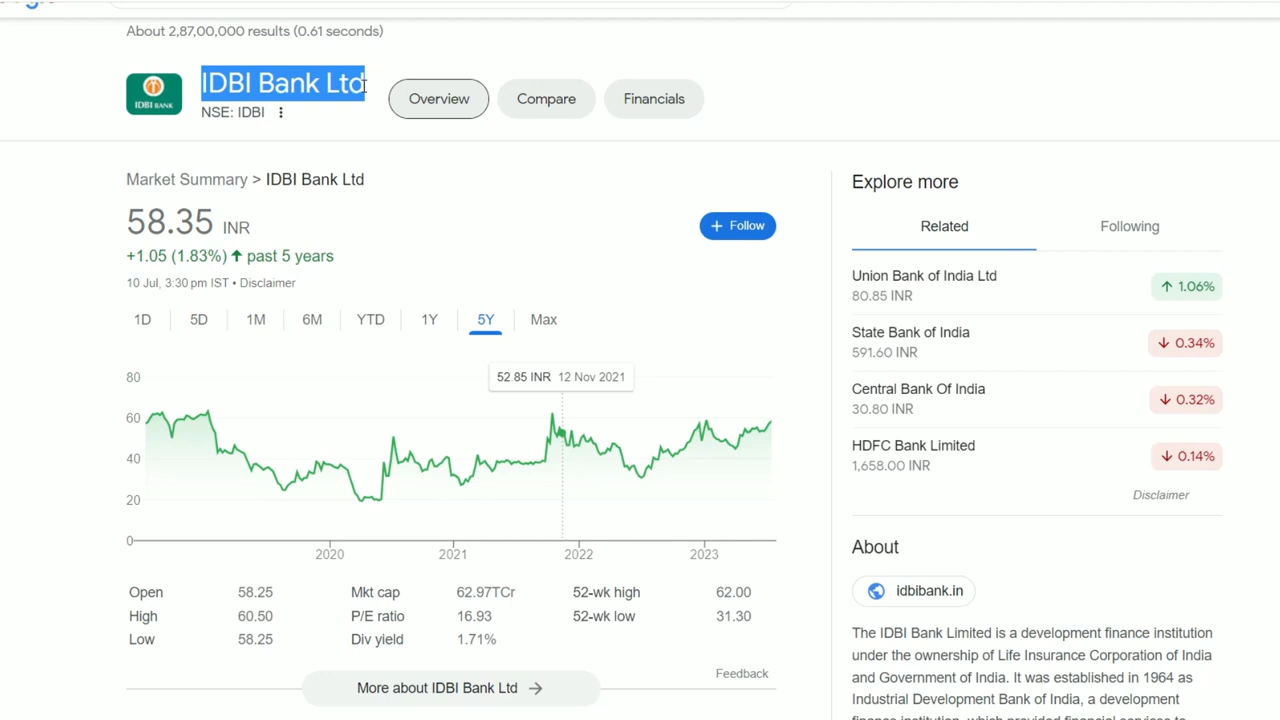 About 2,87,00,000 results (0.61 seconds)
IDBI BANK
IDBI Bank Ltd
NSE: IDBI
Overview
Compare
Financials
Market Summary > IDBI Bank Ltd
58.35 INR
+ Follow
+1.05 (1.83%) ↑ past 5 years
10 Jul, 3:30 pm IST • Disclaimer
1D 5D 1M 6M YTD 1Y 5Y Max
52.85 INR 12 Nov 2021
80
60
40
20
0
2020 2021 2022 2023
Open 58.25 Mkt cap 62.97TCr 52-wk high 62.00
High 60.50 P/E ratio 16.93 52-wk low 31.30
Low 58.25 Div yield 1.71%
Feedback
More about IDBI Bank Ltd →
Explore more
Related Following
Union Bank of India Ltd
80.85 INR
↑ 1.06%
State Bank of India
591.60 INR
↓ 0.34%
Central Bank Of India
30.80 INR
↓ 0.32%
HDFC Bank Limited
1,658.00 INR
↓ 0.14%
Disclaimer
About
idbibank.in
The IDBI Bank Limited is a development finance institution
under the ownership of Life Insurance Corporation of India
and Government of India. It was established in 1964 as
Industrial Development Bank of India, a development
finance institution, which provided financial services to